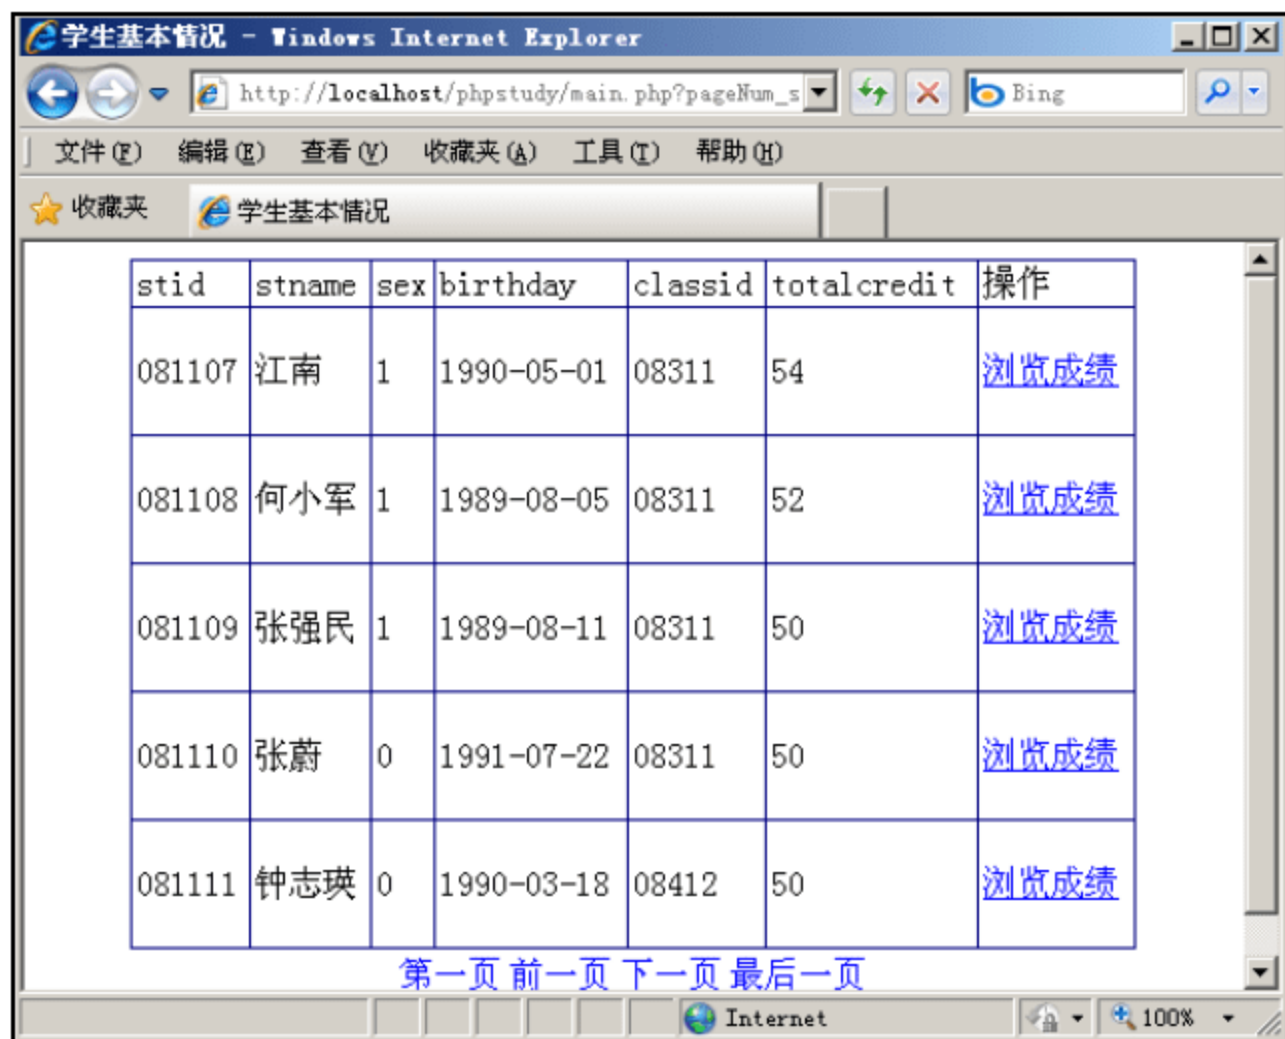 学生基本情况 - Windows Internet Explorer
http://localhost/phpstudy/main.php?pageNum_s Bing
文件(F) 编辑(E) 查看(V) 收藏夹(A) 工具(T) 帮助(H)
收藏夹 学生基本情况
stid stname sex birthday classid totalcredit 操作
081107 江南 1 1990-05-01 08311 54 浏览成绩
081108 何小军 1 1989-08-05 08311 52 浏览成绩
081109 张强民 1 1989-08-11 08311 50 浏览成绩
081110 张蔚 0 1991-07-22 08311 50 浏览成绩
081111 钟志瑛 0 1990-03-18 08412 50 浏览成绩
第一页 前一页 下一页 最后一页
Internet 100%